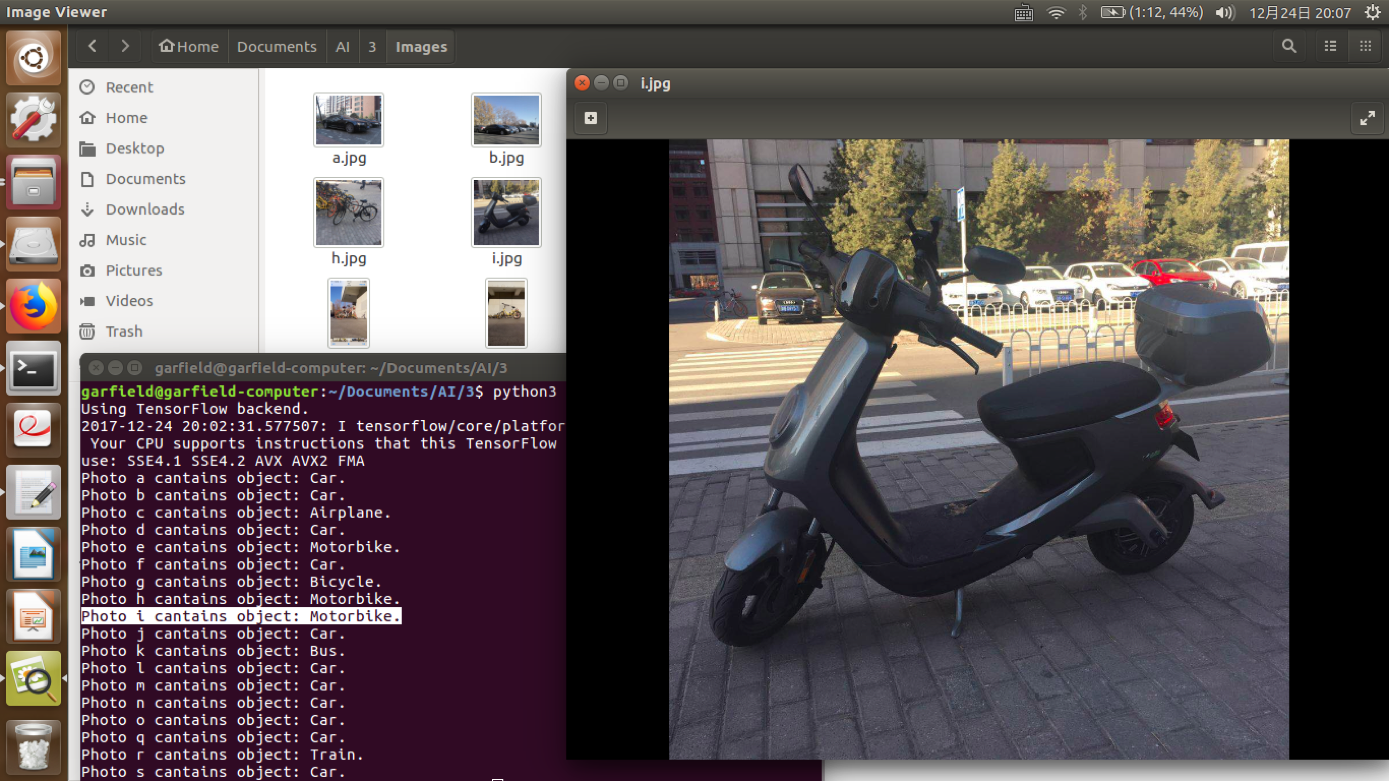 Image Viewer
(1:12, 44%)
12月24日 20:07
Home
Documents
AI
3
Images
Recent
Home
Desktop
Documents
Downloads
Music
Pictures
Videos
Trash
a.jpg
b.jpg
h.jpg
i.jpg
i.jpg
garfield@garfield-computer: ~/Documents/AI/3
garfield@garfield-computer:~/Documents/AI/3$ python3
Using TensorFlow backend.
2017-12-24 20:02:31.577507: I tensorflow/core/platfor
Your CPU supports instructions that this TensorFlow
use: SSE4.1 SSE4.2 AVX AVX2 FMA
Photo a cantains object: Car.
Photo b cantains object: Car.
Photo c cantains object: Airplane.
Photo d cantains object: Car.
Photo e cantains object: Motorbike.
Photo f cantains object: Car.
Photo g cantains object: Bicycle.
Photo h cantains object: Motorbike.
Photo i cantains object: Motorbike.
Photo j cantains object: Car.
Photo k cantains object: Bus.
Photo l cantains object: Car.
Photo m cantains object: Car.
Photo n cantains object: Car.
Photo o cantains object: Car.
Photo q cantains object: Car.
Photo r cantains object: Train.
Photo s cantains object: Car.